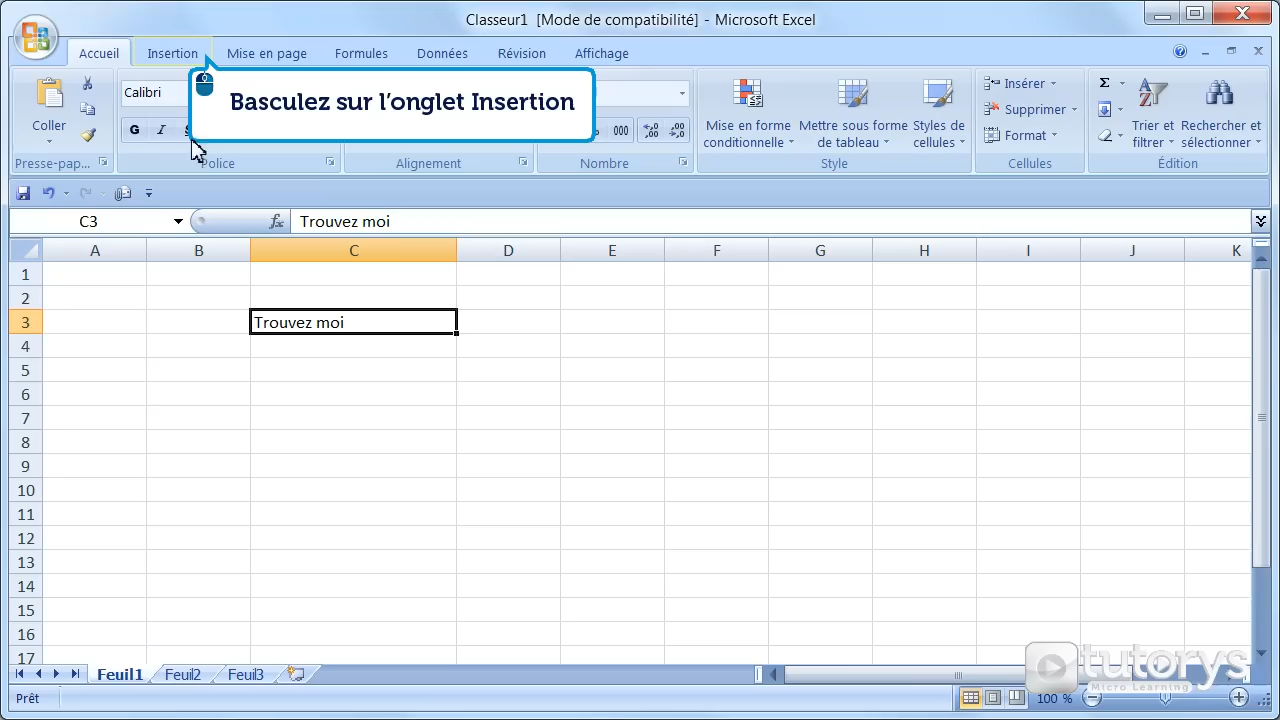 Classeur1 [Mode de compatibilité] - Microsoft Excel
Accueil Insertion Mise en page Formules Données Révision Affichage
Basculez sur l’onglet Insertion
Coller
Calibri
G I
000
,00 ,0
Mise en forme conditionnelle
Mettre sous forme de tableau
Styles de cellules
Insérer
Supprimer
Format
Σ
Trier et filtrer
Rechercher et sélectionner
Presse-pap... Police Alignement Nombre Style Cellules Édition
C3 fx Trouvez moi
A B C D E F G H I J K
1
2
3 Trouvez moi
4
5
6
7
8
9
10
11
12
13
14
15
16
17
Feuil1 Feuil2 Feuil3
tutorys
Micro Learning
Prêt 100 %